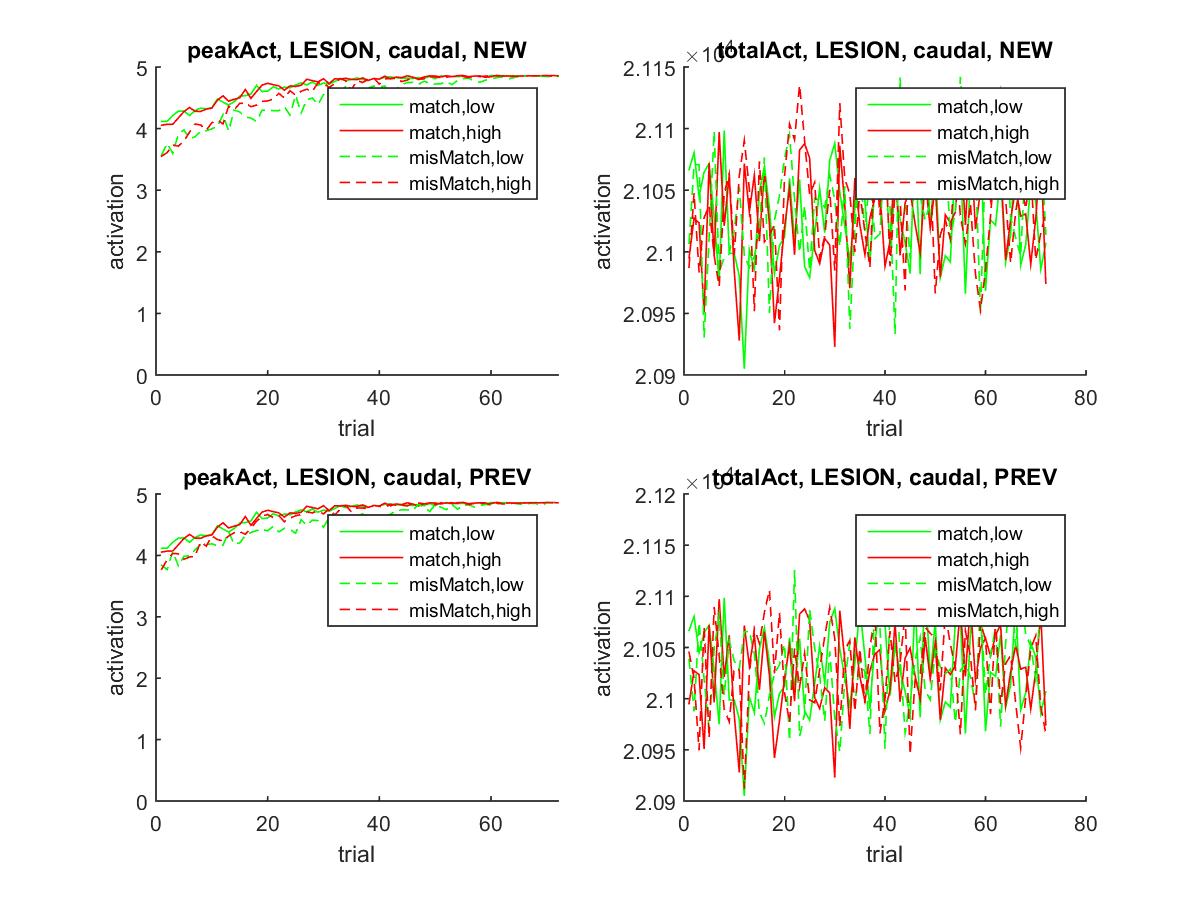 peakAct, LESION, caudal, NEW
5
4
3
2
1
0
activation
0 20 40 60
trial
match,low
match,high
misMatch,low
misMatch,high
totalAct, LESION, caudal, NEW
2.115
2.11
2.105
2.1
2.095
2.09
activation
0 20 40 60 80
trial
match,low
match,high
misMatch,low
misMatch,high
peakAct, LESION, caudal, PREV
5
4
3
2
1
0
activation
0 20 40 60
trial
match,low
match,high
misMatch,low
misMatch,high
totalAct, LESION, caudal, PREV
2.12
2.115
2.11
2.105
2.1
2.095
2.09
activation
0 20 40 60 80
trial
match,low
match,high
misMatch,low
misMatch,high